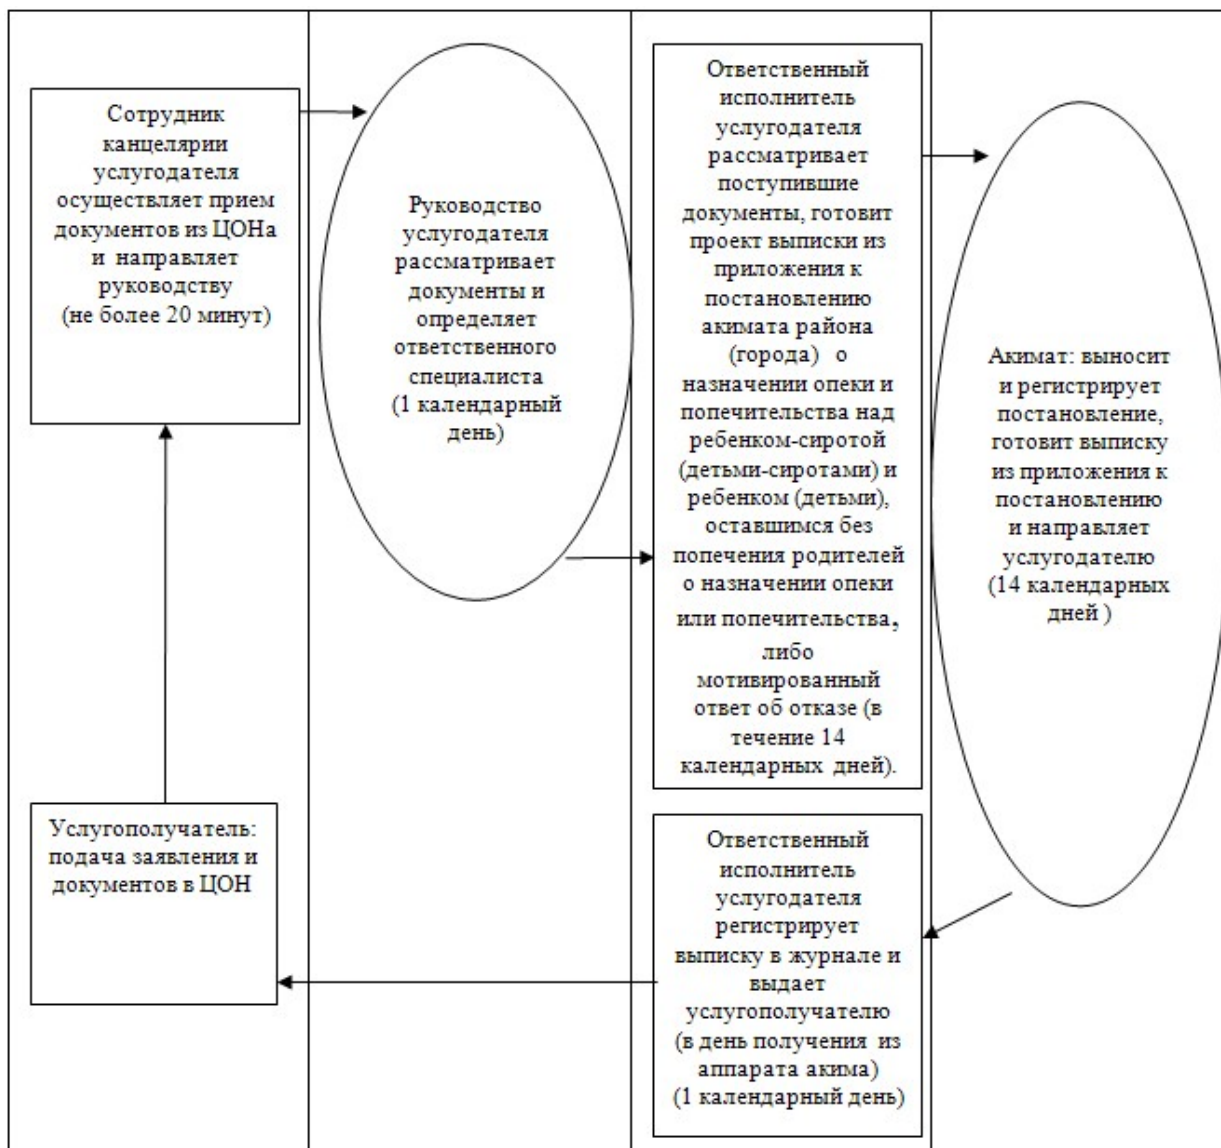 Сотрудник
канцелярии
услугодателя
осуществляет прием
документов из ЦОНа
и направляет
руководству
(не более 20 минут)
Руководство
услугодателя
рассматривает
документы и
определяет
ответственного
специалиста
(1 календарный
день)
Ответственный
исполнитель
услугодателя
рассматривает
поступившие
документы, готовит
проект выписки из
приложения к
постановлению
акимата района
(города) о
назначении опеки и
попечительства над
ребенком-сиротой
(детьми-сиротами) и
ребенком (детьми),
оставшимся без
попечения родителей
о назначении опеки
или попечительства,
либо
мотивированный
ответ об отказе (в
течение 14
календарных дней).
Акимат: выносит
и регистрирует
постановление,
готовит выписку
из приложения к
постановлению
и направляет
услугодателю
(14 календарных
дней )
Услугополучатель:
подача заявления и
документов в ЦОН
Ответственный
исполнитель
услугодателя
регистрирует
выписку в журнале и
выдает
услугополучателю
(в день получения из
аппарата акима)
(1 календарный день)